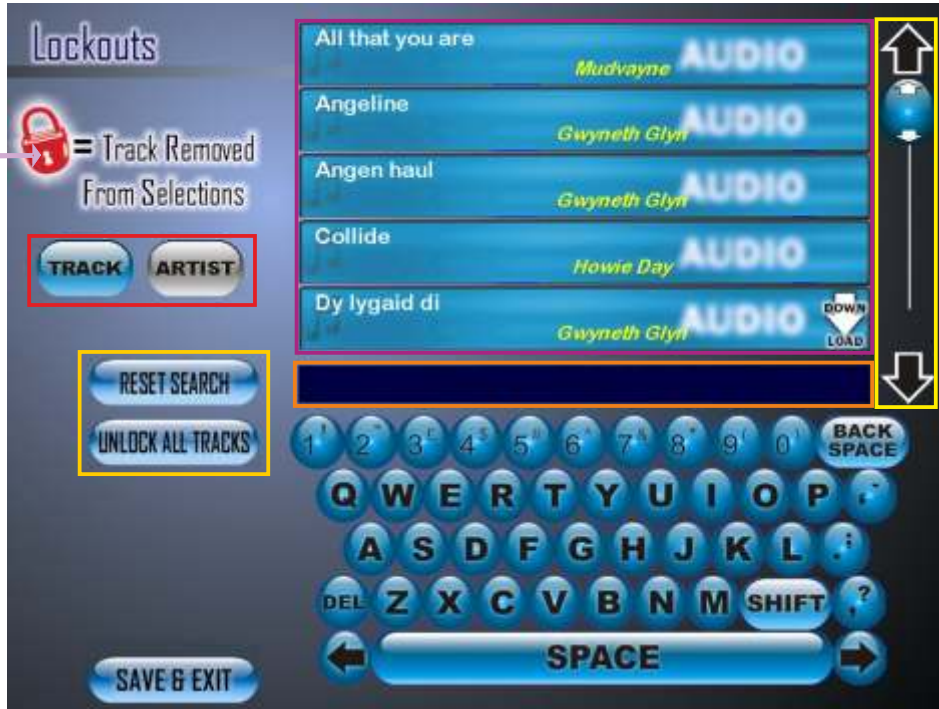 Lockouts
= Track Removed
From Selections
TRACK ARTIST
RESET SEARCH
UNLOCK ALL TRACKS
SAVE & EXIT
All that you are
Mudvayne AUDIO
Angeline
Gwyneth Glyn AUDIO
Angen haul
Gwyneth Glyn AUDIO
Collide
Howie Day AUDIO
Dy lygaid di
Gwyneth Glyn AUDIO
DOWN
LOAD
1 2 3 4 5 6 7 8 9 0 BACK
SPACE
Q W E R T Y U I O P
A S D F G H J K L
DEL Z X C V B N M SHIFT , ?
SPACE